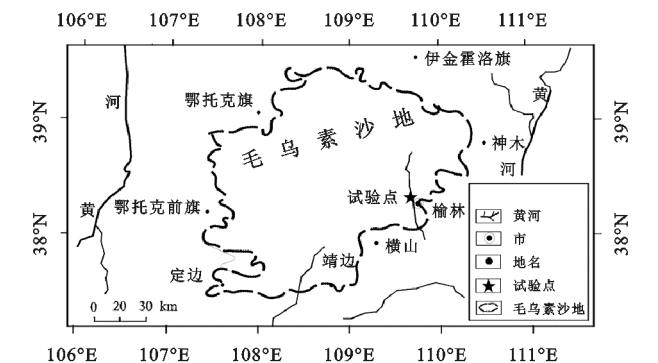 106°E 107°E 108°E 109°E 110°E 111°E
伊金霍洛旗
河
鄂托克旗
黄
39°N
39°N
毛乌素沙地
神木
河
试验点
黄
鄂托克前旗
榆林
黄河
38°N
38°N
横山
市
靖边
地名
定边
试验点
0 20 30 km
毛乌素沙地
106°E 107°E 108°E 109°E 110°E 111°E